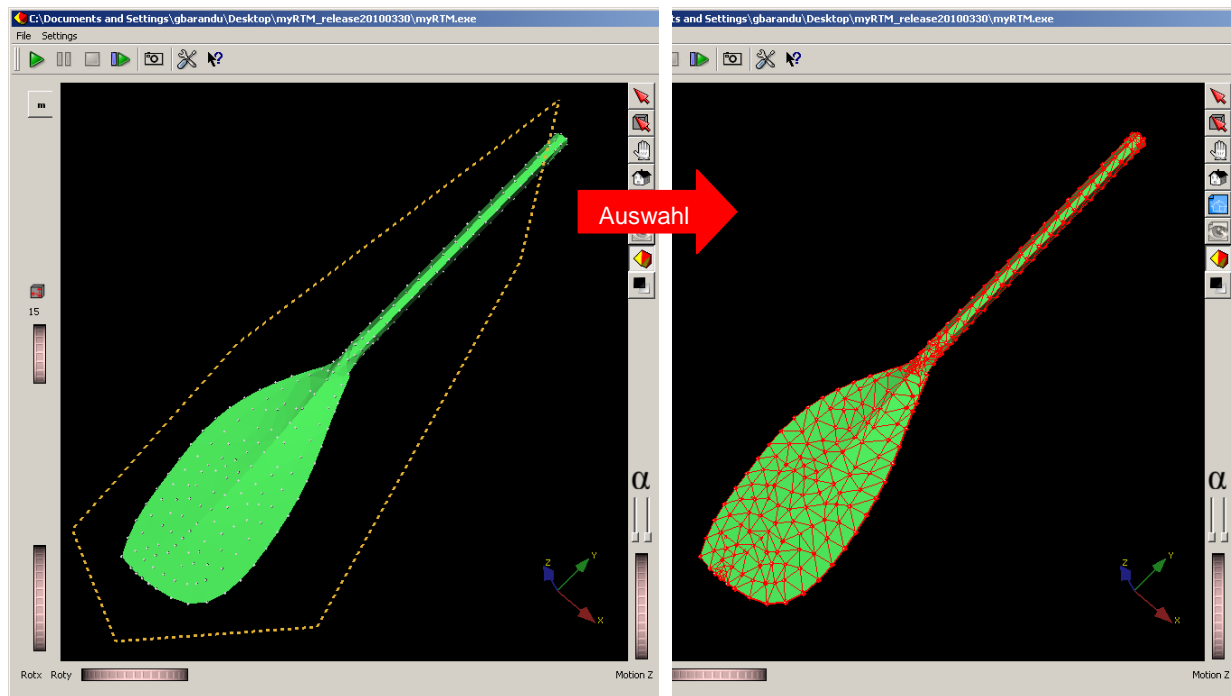 C:\Documents and Settings\gbarandu\Desktop\myRTM_release20100330\myRTM.exe
File Settings
m
15
α
Z
Y
X
Rotx Roty
Motion Z
Auswahl
ts and Settings\gbarandu\Desktop\myRTM_release20100330\myRTM.exe
α
Z
Y
X
Motion Z